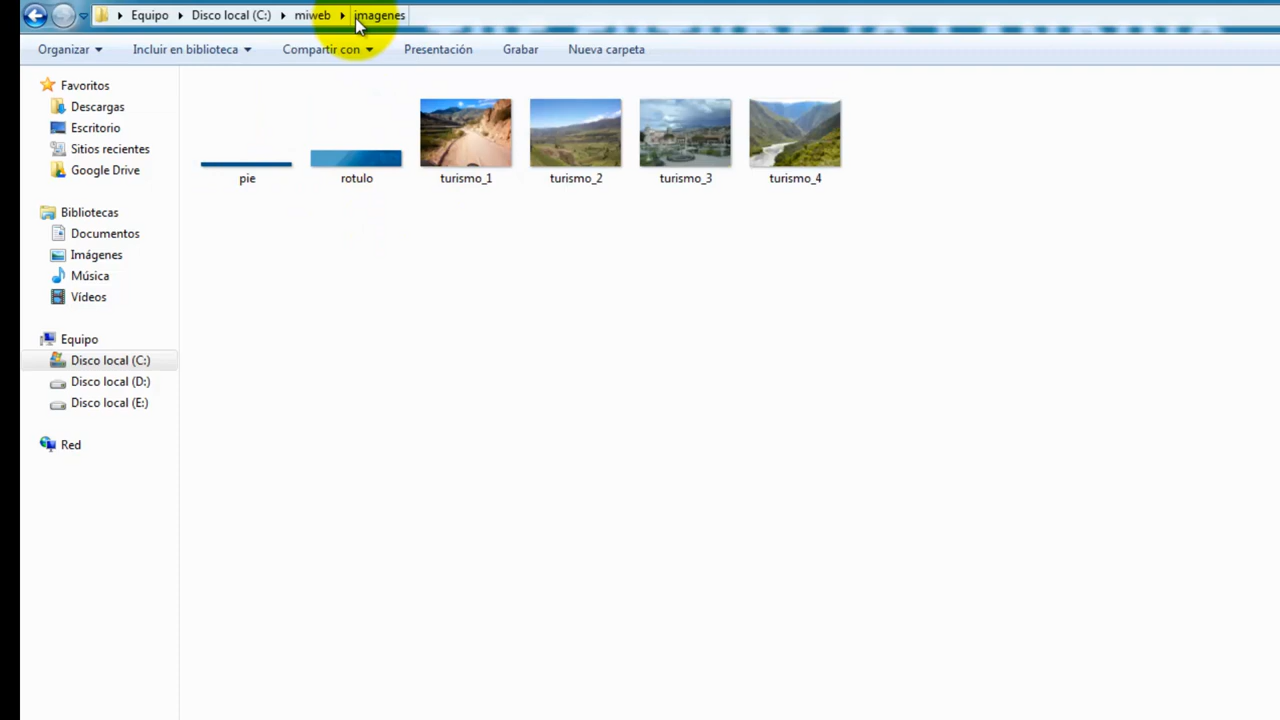 Equipo Disco local (C:) miweb imagenes
Organizar Incluir en biblioteca Compartir con Presentación Grabar Nueva carpeta
Favoritos
Descargas
Escritorio
Sitios recientes
Google Drive
Bibliotecas
Documentos
Imágenes
Música
Vídeos
Equipo
Disco local (C:)
Disco local (D:)
Disco local (E:)
Red
pie rotulo turismo_1 turismo_2 turismo_3 turismo_4